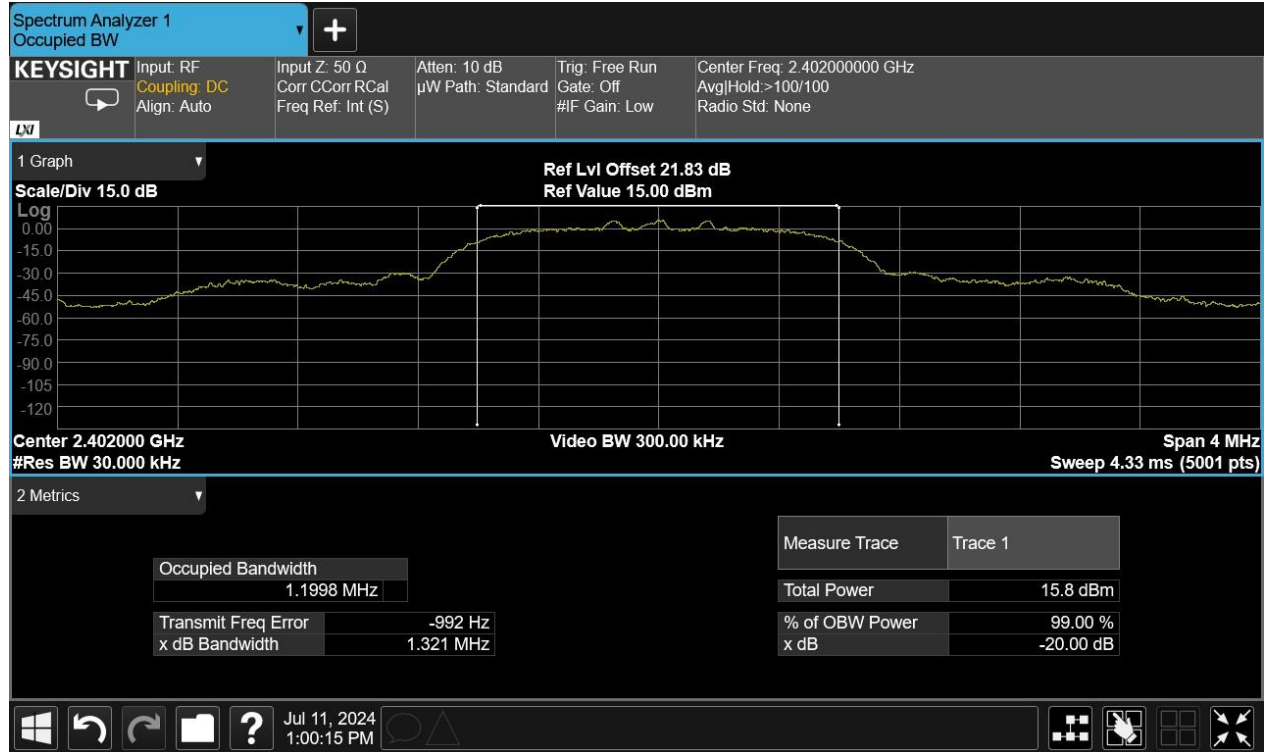 Spectrum Analyzer 1
Occupied BW
+
KEYSIGHT
LXI
Input: RF
Coupling: DC
Align: Auto
Input Z: 50 Ω
Corr CCorr RCal
Freq Ref: Int (S)
Atten: 10 dB
µW Path: Standard
Trig: Free Run
Gate: Off
#IF Gain: Low
Center Freq: 2.402000000 GHz
Avg|Hold:>100/100
Radio Std: None
1 Graph
Scale/Div 15.0 dB
Ref Lvl Offset 21.83 dB
Ref Value 15.00 dBm
Log
0.00
-15.0
-30.0
-45.0
-60.0
-75.0
-90.0
-105
-120
Center 2.402000 GHz
#Res BW 30.000 kHz
Video BW 300.00 kHz
Span 4 MHz
Sweep 4.33 ms (5001 pts)
2 Metrics
Occupied Bandwidth
1.1998 MHz
Transmit Freq Error -992 Hz
x dB Bandwidth 1.321 MHz
Measure Trace Trace 1
Total Power 15.8 dBm
% of OBW Power 99.00 %
x dB -20.00 dB
?
Jul 11, 2024
1:00:15 PM